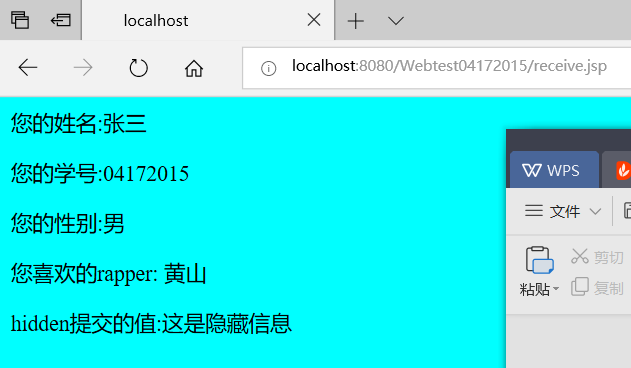 localhost
localhost:8080/Webtest04172015/receive.jsp
您的姓名:张三
您的学号:04172015
您的性别:男
您喜欢的rapper: 黄山
hidden提交的值:这是隐藏信息
WPS
文件
剪切
粘贴
复制